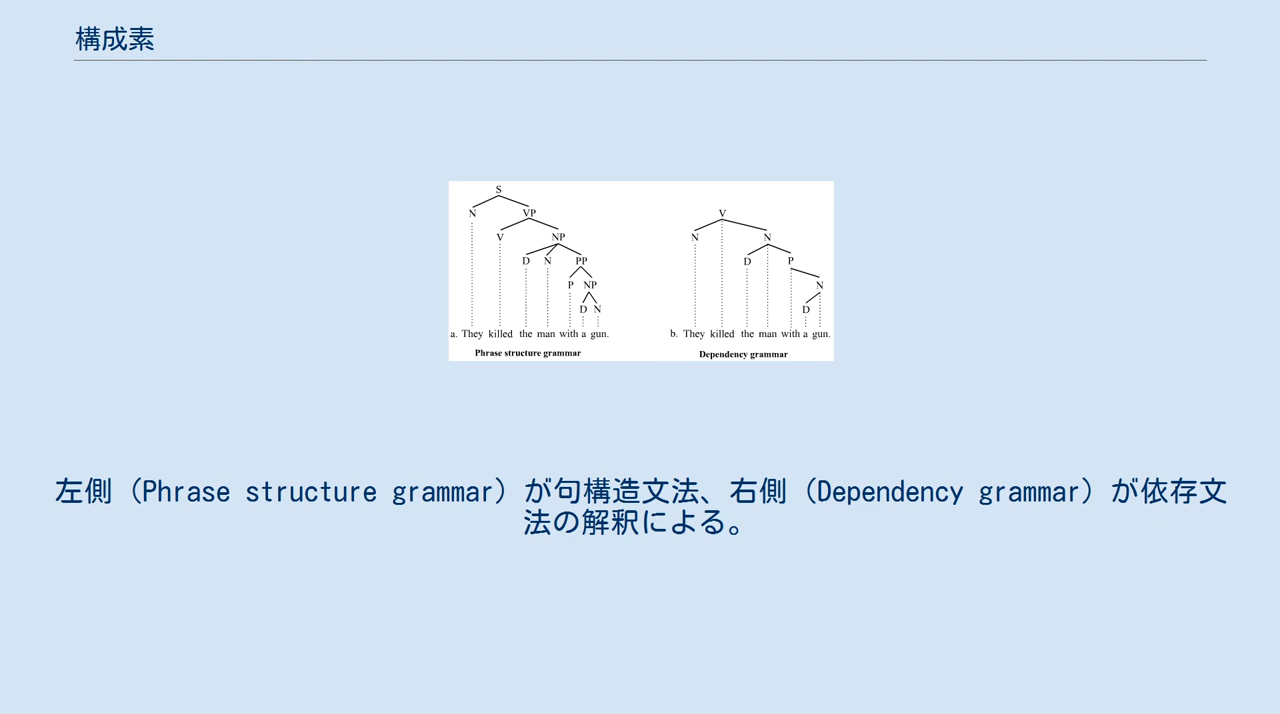 構成素
S
N VP
V NP
D N PP
P NP
D N
a. They killed the man with a gun.
Phrase structure grammar
V
N N
D P
N
D
b. They killed the man with a gun.
Dependency grammar
左側（Phrase structure grammar）が句構造文法、右側（Dependency grammar）が依存文
法の解釈による。